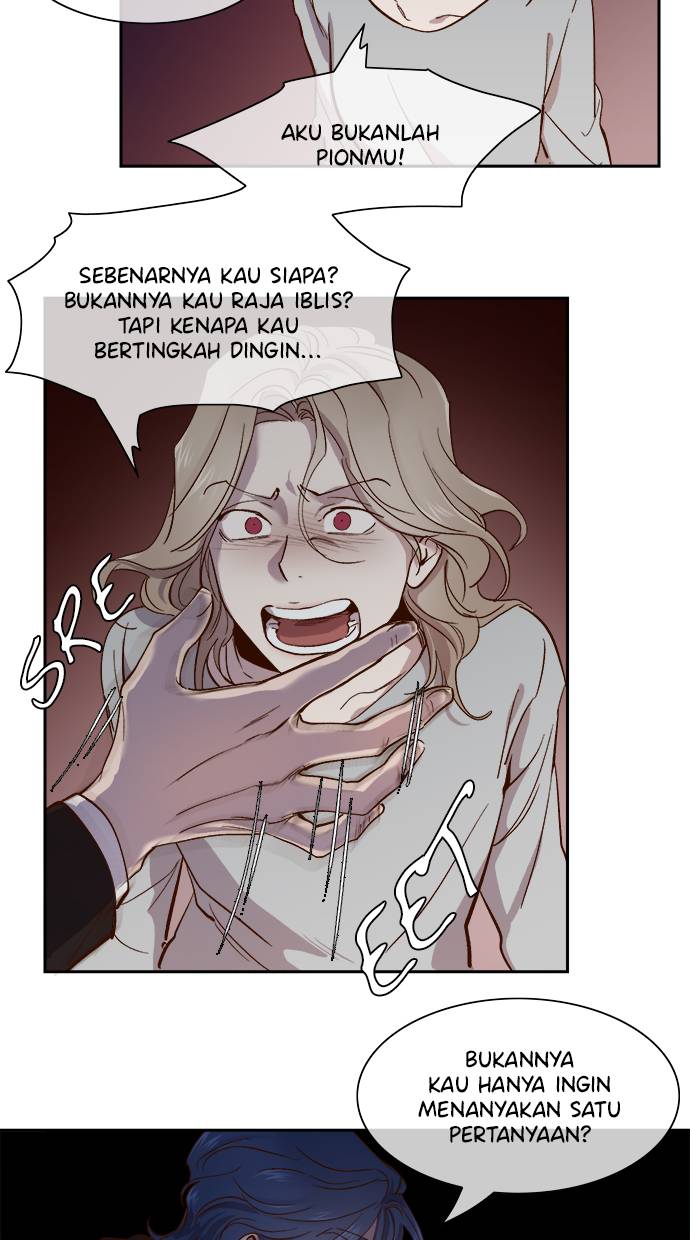 AKU BUKANLAH
PIONMU!
SEBENARNYA KAU SIAPA?
BUKANNYA KAU RAJA IBLIS?
TAPI KENAPA KAU
BERTINGKAH DINGIN...
SRE
EET
BUKANNYA
KAU HANYA INGIN
MENANYAKAN SATU
PERTANYAAN?